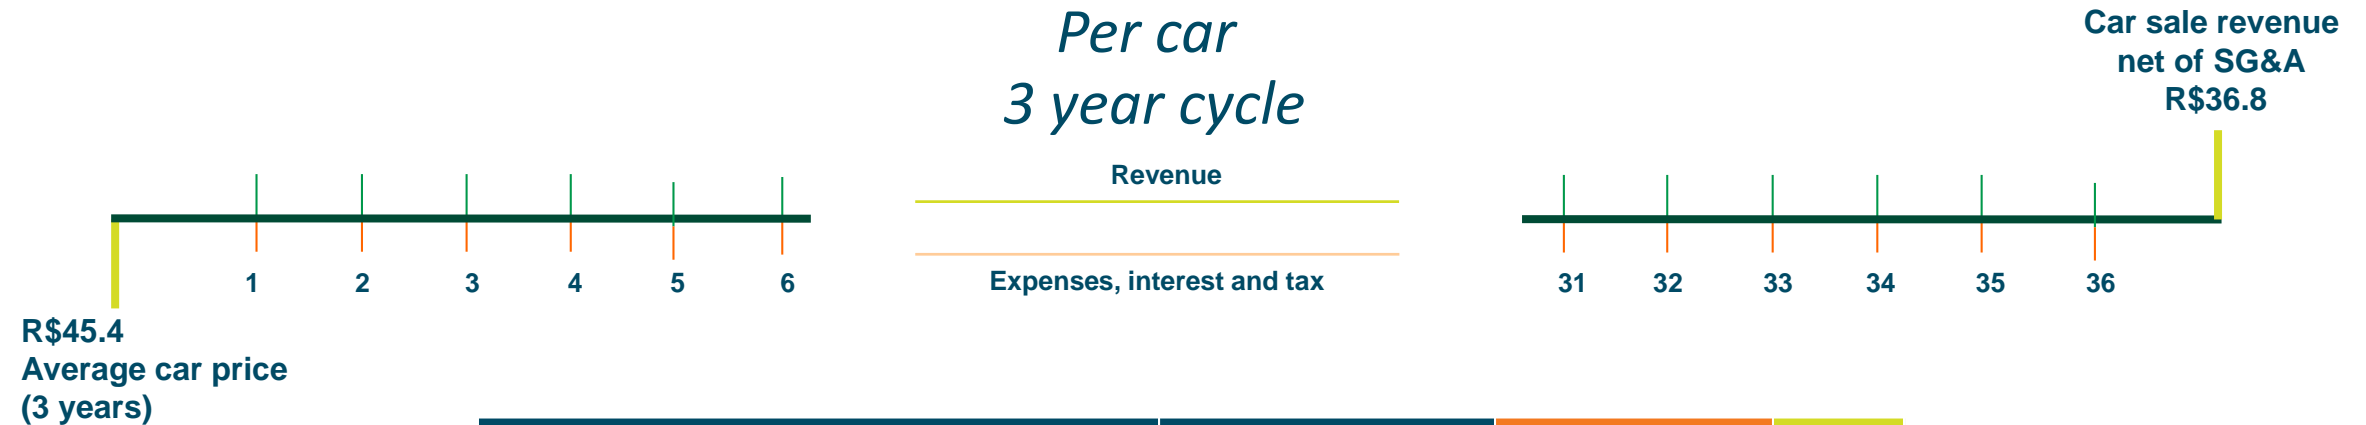 Per car
3 year cycle
Car sale revenue
net of SG&A
R$36.8
Revenue
Expenses, interest and tax
1 2 3 4 5 6
31 32 33 34 35 36
R$45.4
Average car price
(3 years)